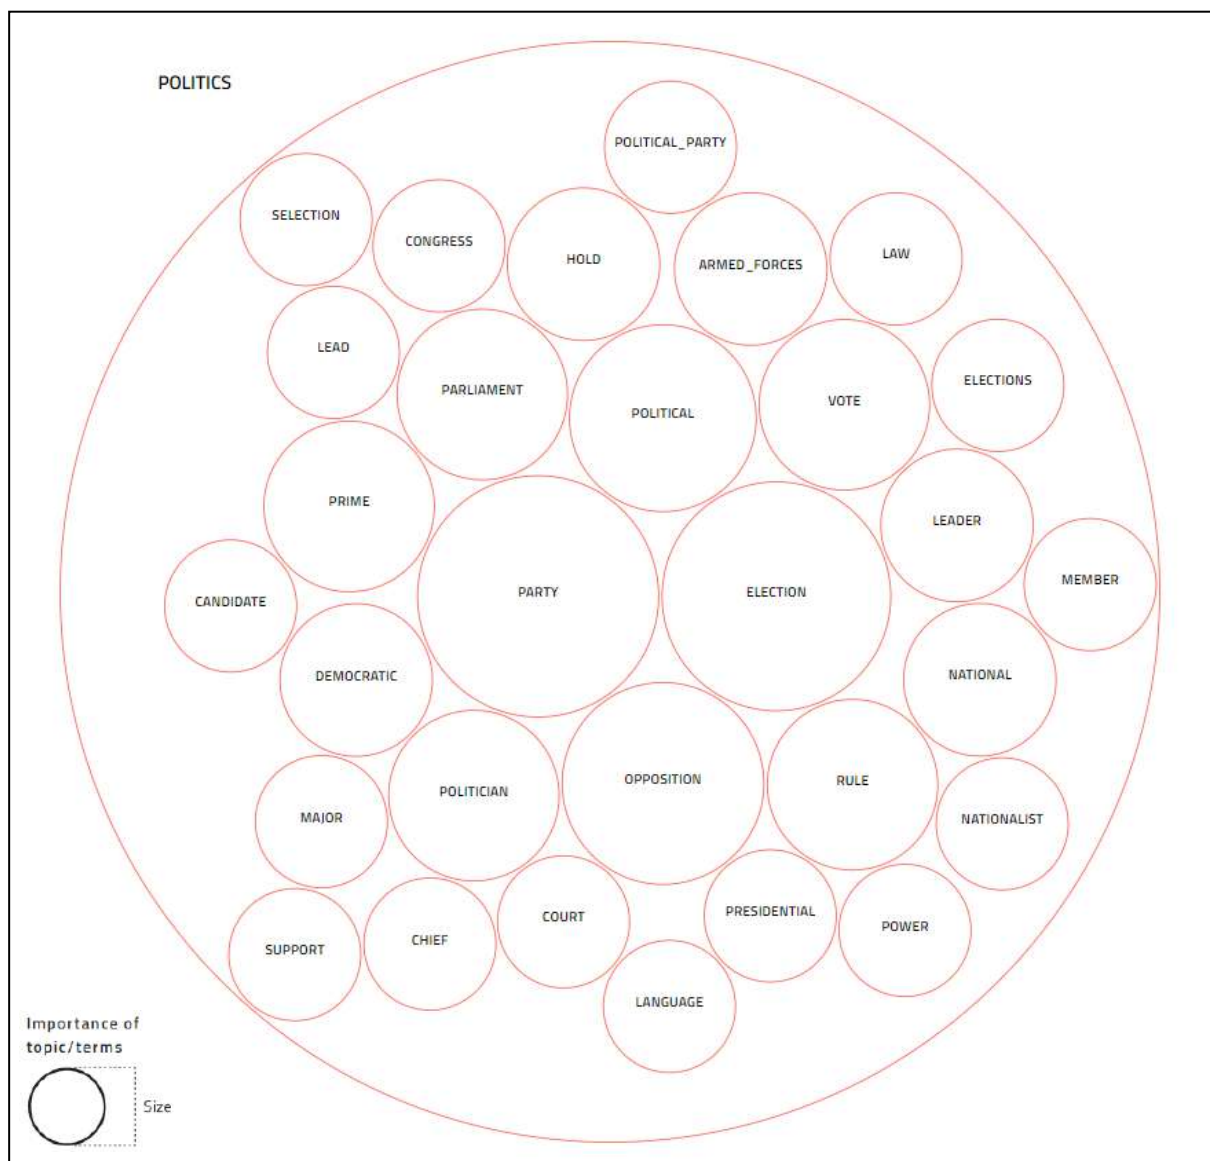 POLITICS
POLITICAL_PARTY
SELECTION
CONGRESS
HOLD
ARMED_FORCES
LAW
LEAD
PARLIAMENT
POLITICAL
VOTE
ELECTIONS
PRIME
LEADER
CANDIDATE
PARTY
ELECTION
MEMBER
DEMOCRATIC
NATIONAL
POLITICIAN
OPPOSITION
RULE
MAJOR
NATIONALIST
SUPPORT
CHIEF
COURT
PRESIDENTIAL
POWER
LANGUAGE
Importance of
topic/terms
Size